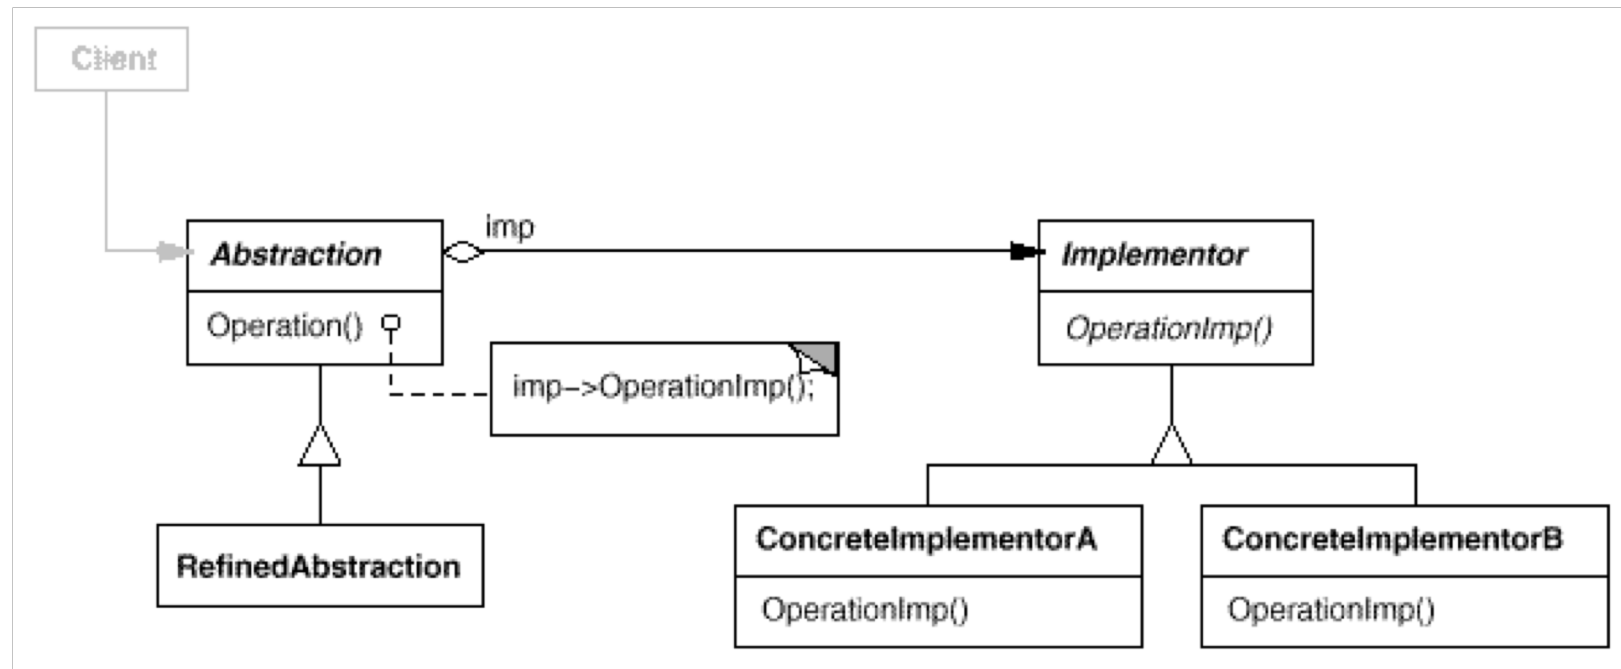 Client
imp
Abstraction
Implementor
Operation()
OperationImp()
imp->OperationImp();
RefinedAbstraction
ConcreteImplementorA
ConcreteImplementorB
OperationImp()
OperationImp()